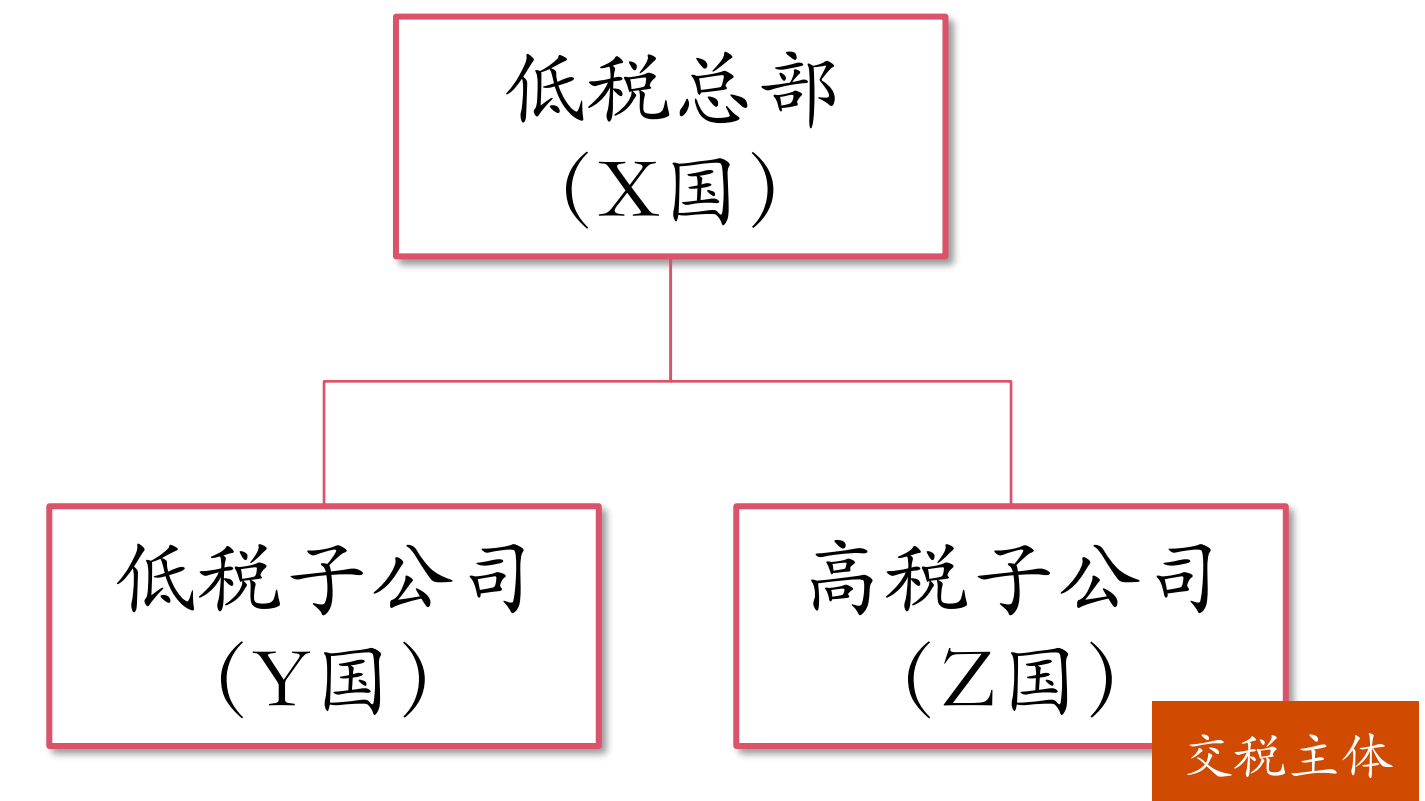 低税总部
（X国）
低税子公司
（Y国）
高税子公司
（Z国）
交税主体